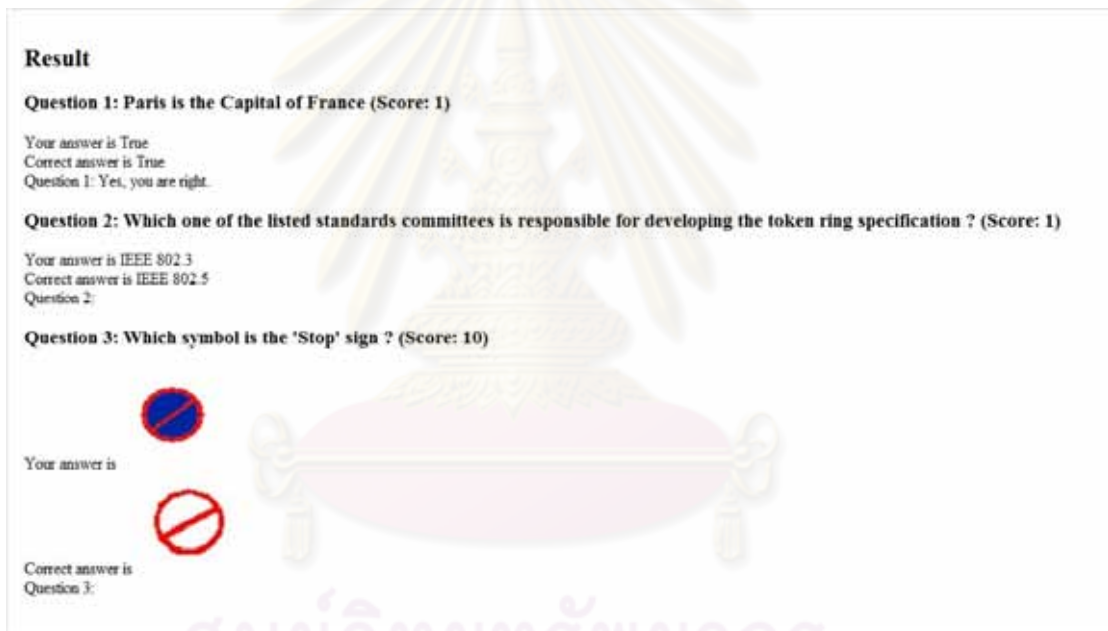 Result
Question 1: Paris is the Capital of France (Score: 1)
Your answer is True
Correct answer is True
Question 1: Yes, you are right.
Question 2: Which one of the listed standards committees is responsible for developing the token ring specification ? (Score: 1)
Your answer is IEEE 802.3
Correct answer is IEEE 802.5
Question 2:
Question 3: Which symbol is the 'Stop' sign ? (Score: 10)
Your answer is
Correct answer is
Question 3: